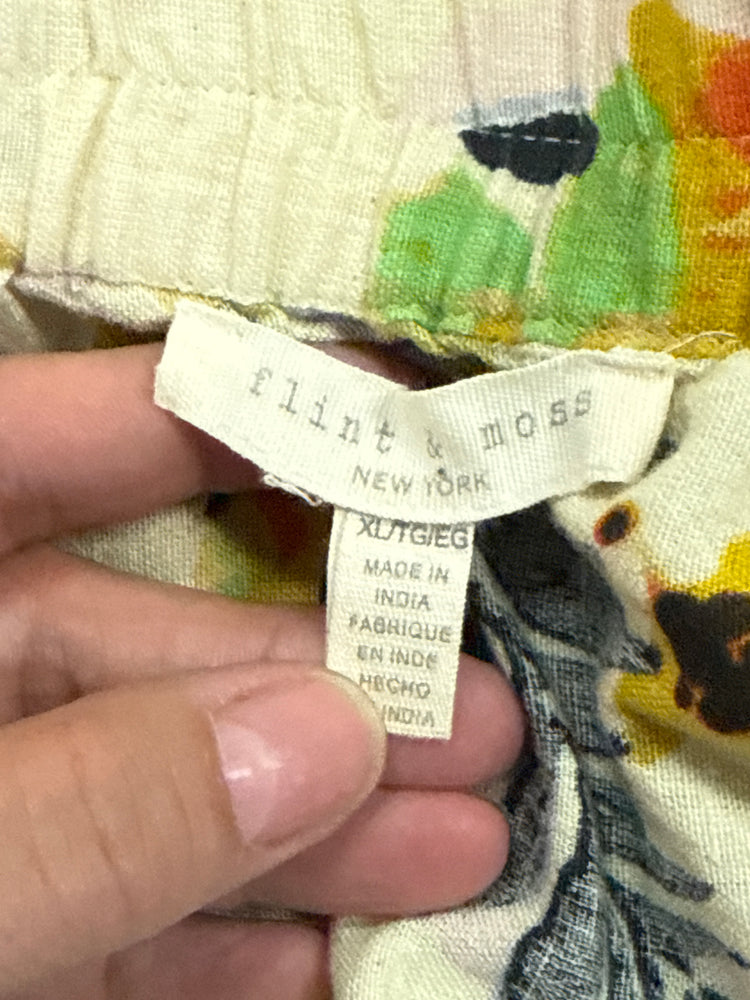 flint & moss
NEW YORK
XL/TG/EG
MADE IN
INDIA
FABRIQUE
EN INDE
HECHO
INDIA